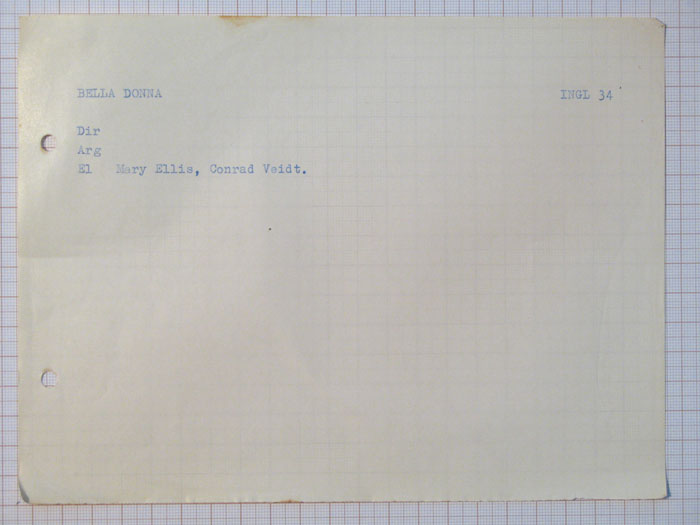 BELLA DONNA INGL 34
Dir
Arg
El Mary Ellis, Conrad Veidt.